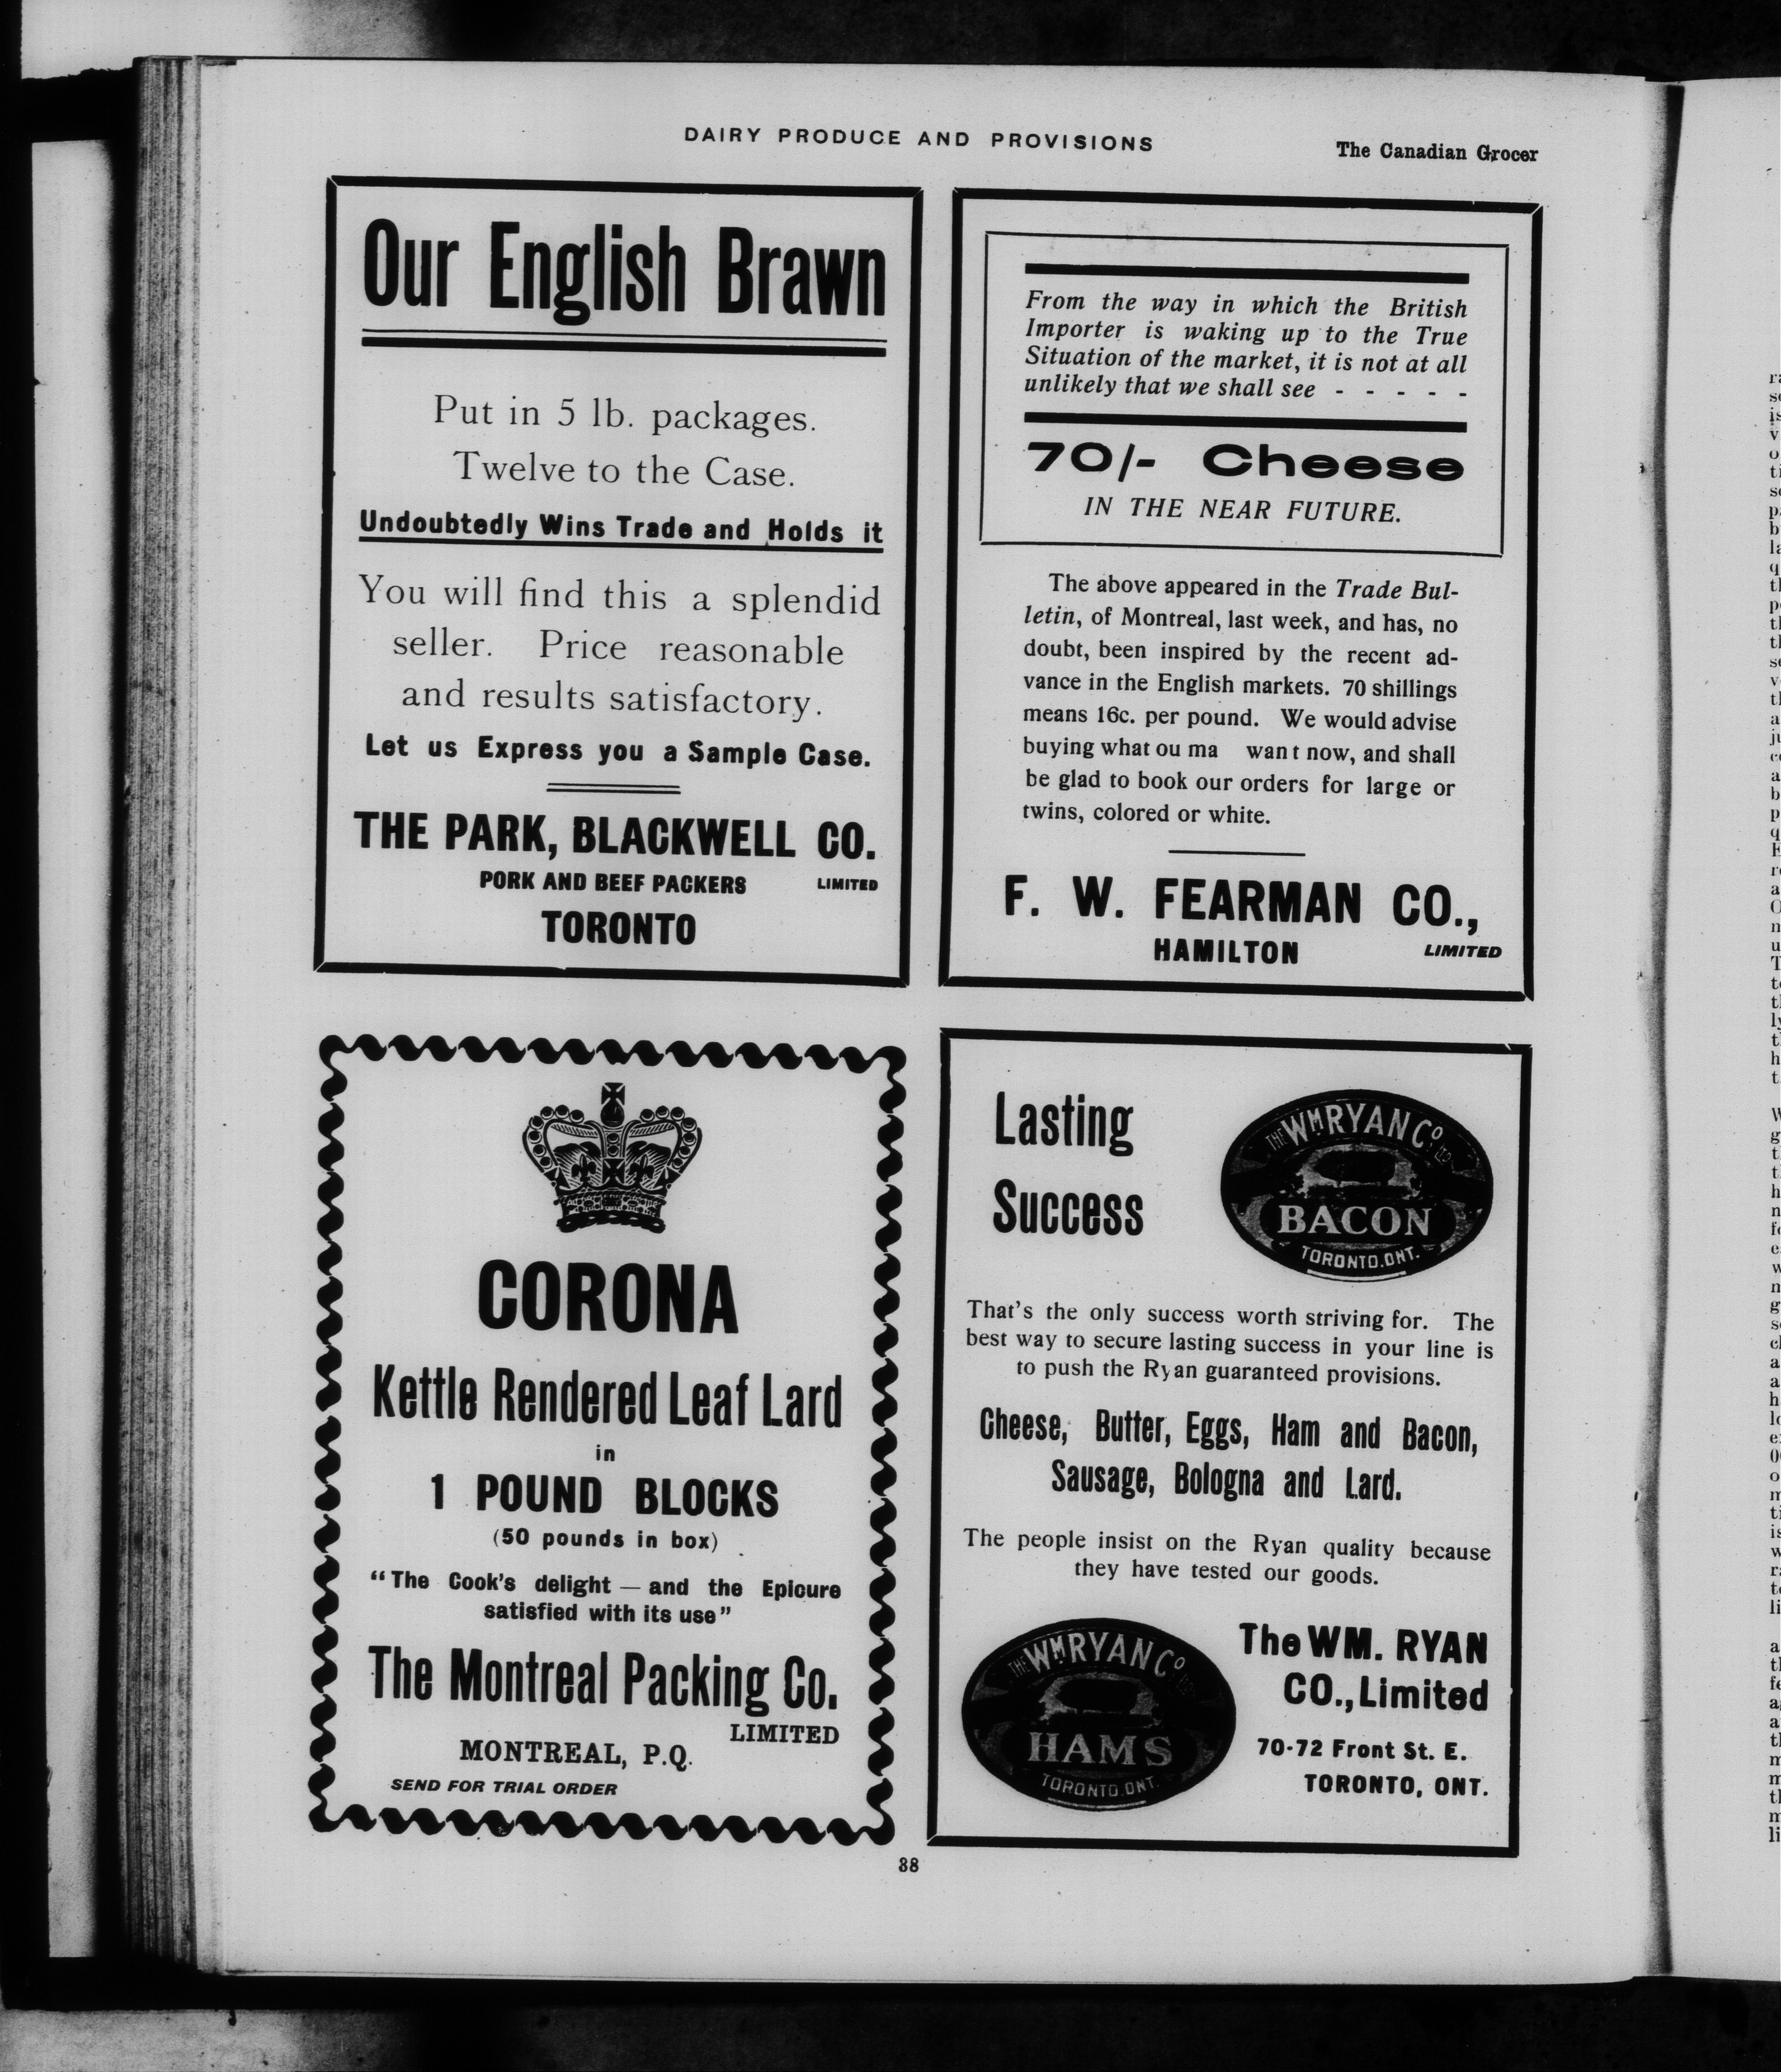 DAIRY PRODUCE AND PROVISIONS
The Canadian Grocer
Our English Brawn
Put in 5 lb. packages.
Twelve to the Case.
Undoubtedly Wins Trade and Holds it
You will find this a splendid
seller. Price reasonable
and results satisfactory.
Let us Express you a Sample Case.
THE PARK, BLACKWELL CO.
PORK AND BEEF PACKERS LIMITED
TORONTO
From the way in which the British
Importer is waking up to the True
Situation of the market, it is not at all
unlikely that we shall see - - - - -
70/- Cheese
IN THE NEAR FUTURE.
The above appeared in the Trade Bul-
letin, of Montreal, last week, and has, no
doubt, been inspired by the recent ad-
vance in the English markets. 70 shillings
means 16c. per pound. We would advise
buying what ou ma wan t now, and shall
be glad to book our orders for large or
twins, colored or white.
F. W. FEARMAN CO.,
HAMILTON LIMITED
CORONA
Kettle Rendered Leaf Lard
in
1 POUND BLOCKS
(50 pounds in box)
"The Cook's delight — and the Epicure
satisfied with its use"
The Montreal Packing Co.
LIMITED
MONTREAL, P.Q.
SEND FOR TRIAL ORDER
Lasting
Success
THE WM RYAN CO LTD
BACON
TORONTO.ONT.
That's the only success worth striving for. The
best way to secure lasting success in your line is
to push the Ryan guaranteed provisions.
Cheese, Butter, Eggs, Ham and Bacon,
Sausage, Bologna and Lard.
The people insist on the Ryan quality because
they have tested our goods.
THE WM RYAN CO
HAMS
TORONTO.ONT.
The WM. RYAN
CO., Limited
70-72 Front St. E.
TORONTO, ONT.
38